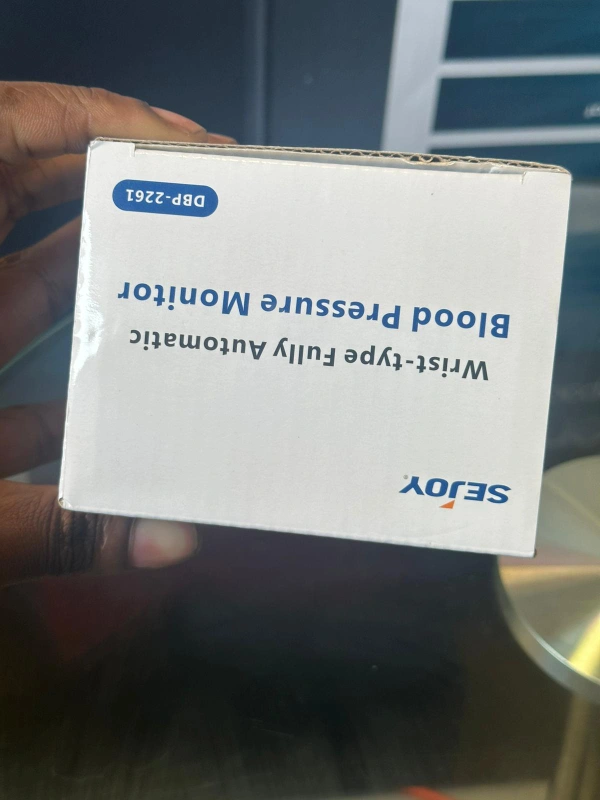 SEJOY®
Wrist-type Fully Automatic
Blood Pressure Monitor
DBP-2261